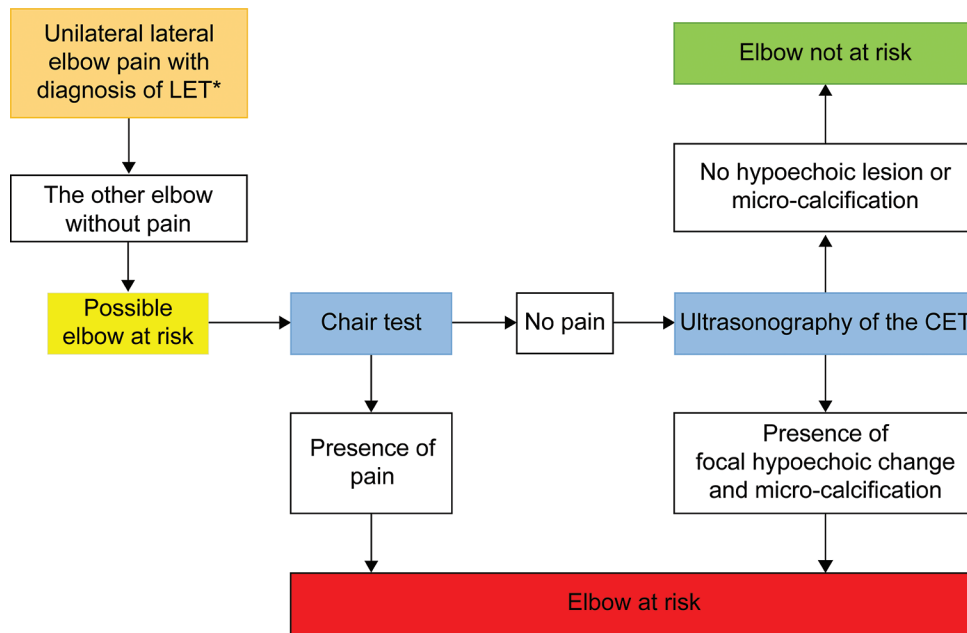 Unilateral lateral
elbow pain with
diagnosis of LET*
The other elbow
without pain
Possible
elbow at risk
Chair test
No pain
Ultrasonography of the CET
No hypoechoic lesion or
micro-calcification
Elbow not at risk
Presence of
pain
Presence of
focal hypoechoic change
and micro-calcification
Elbow at risk